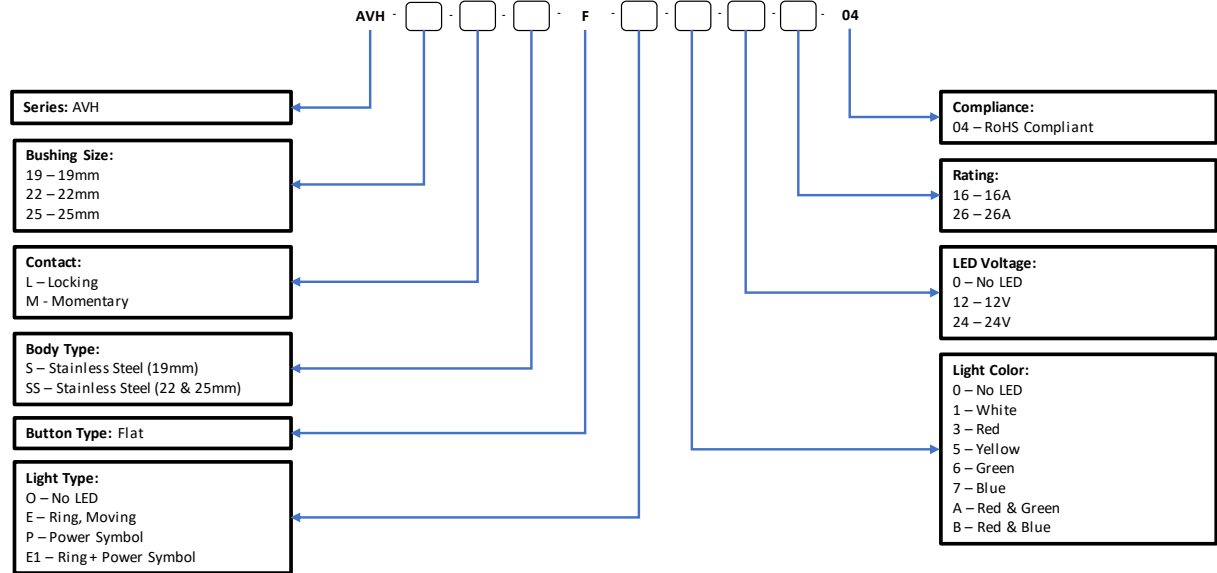 AVH - - - - F - - - - - 04
Series: AVH
Bushing Size:
19 – 19mm
22 – 22mm
25 – 25mm
Contact:
L – Locking
M - Momentary
Body Type:
S – Stainless Steel (19mm)
SS – Stainless Steel (22 & 25mm)
Button Type: Flat
Light Type:
O – No LED
E – Ring, Moving
P – Power Symbol
E1 – Ring + Power Symbol
Compliance:
04 – RoHS Compliant
Rating:
16 – 16A
26 – 26A
LED Voltage:
0 – No LED
12 – 12V
24 – 24V
Light Color:
0 – No LED
1 – White
3 – Red
5 – Yellow
6 – Green
7 – Blue
A – Red & Green
B – Red & Blue